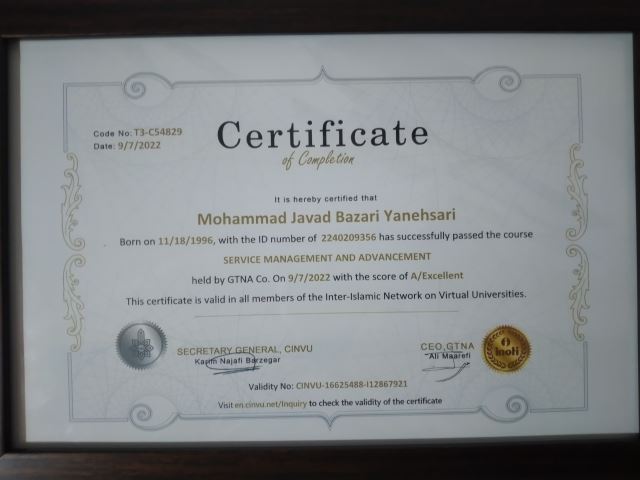 Code No: T3-C54829
Date: 9/7/2022
Certificate
of Completion
It is hereby certified that
Mohammad Javad Bazari Yanehsari
Born on 11/18/1996, with the ID number of 2240209356 has successfully passed the course
SERVICE MANAGEMENT AND ADVANCEMENT
held by GTNA Co. On 9/7/2022 with the score of A/Excellent
This certificate is valid in all members of the Inter-Islamic Network on Virtual Universities.
SECRETARY GENERAL, CINVU
Karim Najafi Barzegar
CEO,GTNA
Ali Maarefi
inoti
Validity No: CINVU-16625488-I12867921
Visit en.cinvu.net/Inquiry to check the validity of the certificate